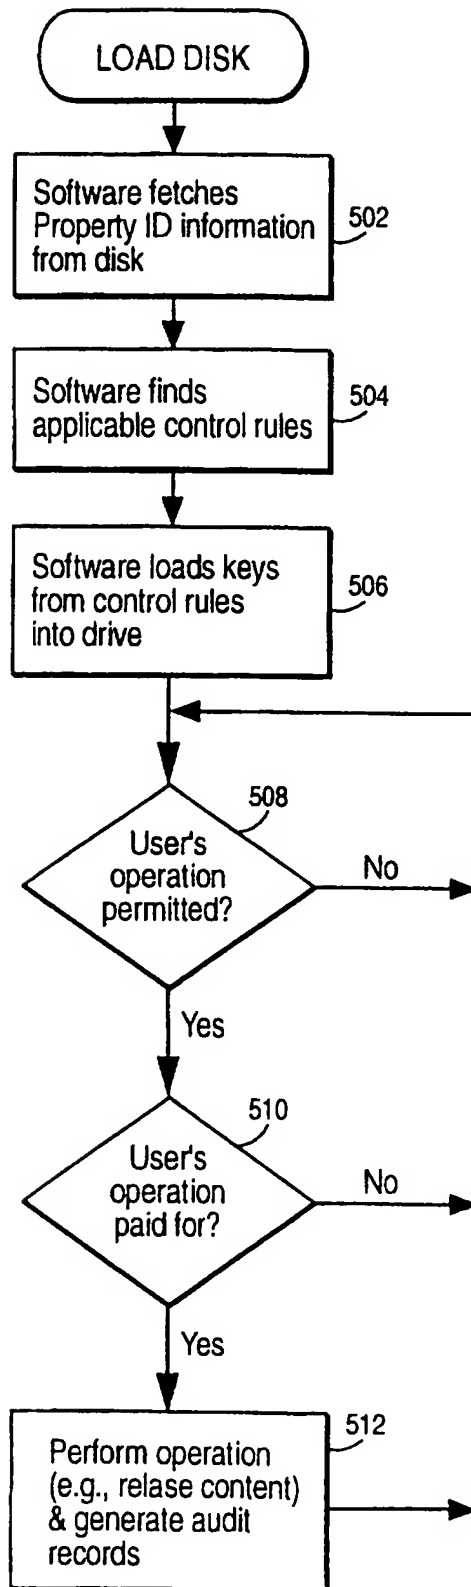 LOAD DISK
Software fetches
Property ID information
from disk
502
Software finds
applicable control rules
504
Software loads keys
from control rules
into drive
506
508
User's
operation
permitted?
No
Yes
510
User's
operation
paid for?
No
Yes
512
Perform operation
(e.g., relase content)
& generate audit
records